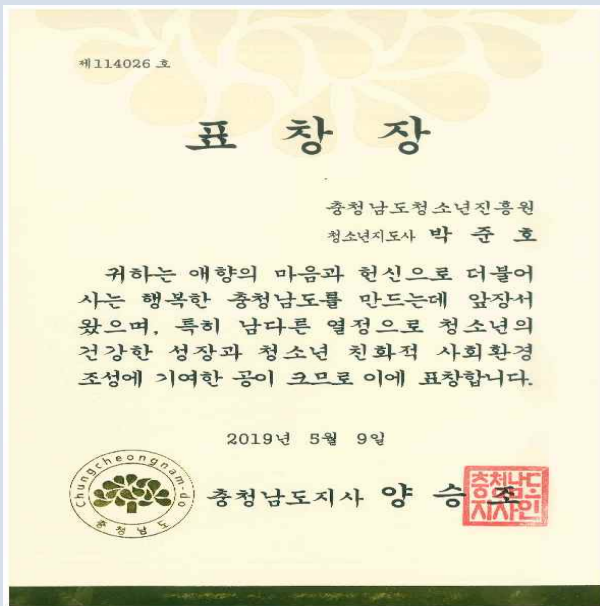 제114026 호
표 창 장
충청남도청소년진흥원
청소년지도사 박 준 호
귀하는 애향의 마음과 헌신으로 더불어
사는 행복한 충청남도를 만드는데 앞장서
왔으며, 특히 남다른 열정으로 청소년의
건강한 성장과 청소년 친화적 사회환경
조성에 기여한 공이 크므로 이에 표창합니다.
2019년 5월 9일
Chungcheongnam-do
충청남도
충청남도지사 양 승 조
충청남도
지사인